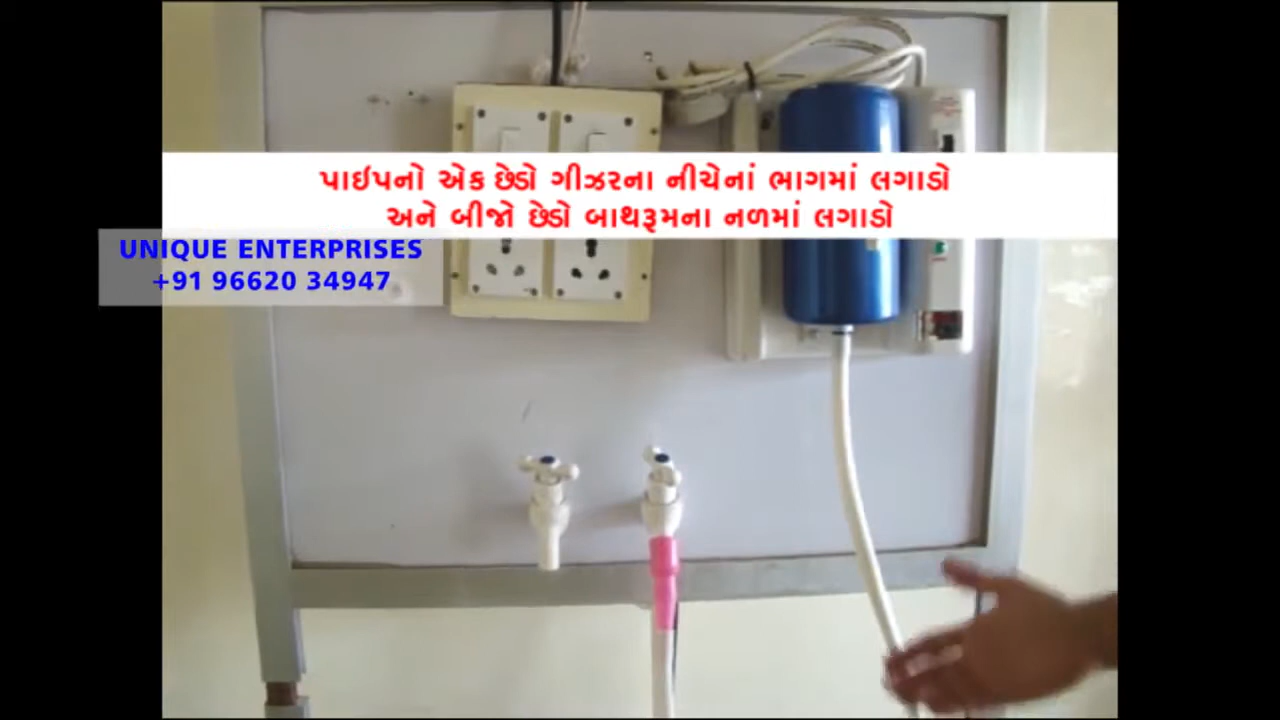 પાઈપનો એક છેડો ગીઝરના નીચેનાં ભાગમાં લગાડો
અને બીજો છેડો બાથરૂમના નળમાં લગાડો
UNIQUE ENTERPRISES
+91 96620 34947